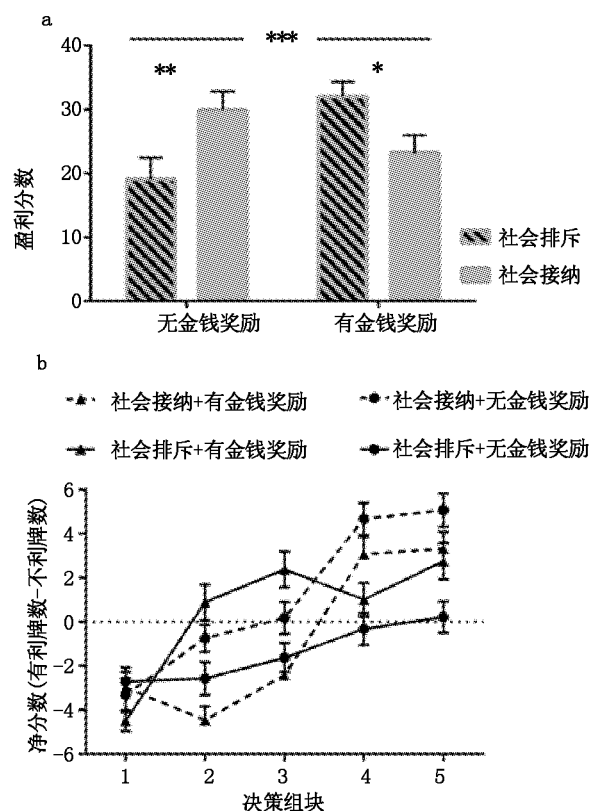 a
***
**
*
40
30
20
10
0
盈利分数
社会排斥
社会接纳
无金钱奖励 有金钱奖励
b
社会接纳+有金钱奖励 社会接纳+无金钱奖励
社会排斥+有金钱奖励 社会排斥+无金钱奖励
6
4
2
0
-2
-4
-6
净分数(有利牌数-不利牌数)
1 2 3 4 5
决策组块